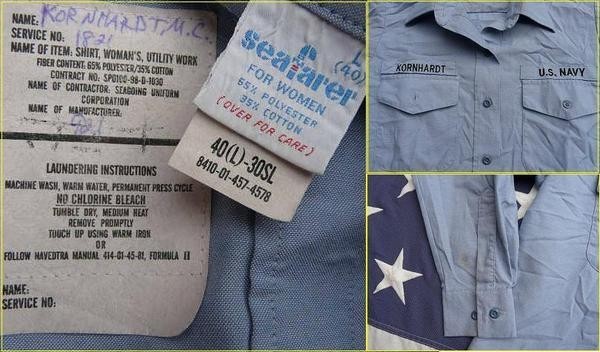 NAME: KORNHARDT, M.C.
SERVICE NO: 1821
NAME OF ITEM: SHIRT, WOMAN'S, UTILITY WORK
FIBER CONTENT: 65% POLYESTER/35% COTTON
CONTRACT NO: SPO100-98-D-1030
NAME OF CONTRACTOR: SEAGOING UNIFORM
CORPORATION
NAME OF MANUFACTURER:
LAUNDERING INSTRUCTIONS
MACHINE WASH, WARM WATER, PERMANENT PRESS CYCLE
NO CHLORINE BLEACH
TUMBLE DRY, MEDIUM HEAT
REMOVE PROMPTLY
TOUCH UP USING WARM IRON
OR
FOLLOW NAVEDTRA MANUAL 414-01-45-81, FORMULA II
NAME:
SERVICE NO:
L
(40)
seafarer
FOR WOMEN
65% POLYESTER
35% COTTON
(OVER FOR CARE)
40(L)-30SL
8410-01-457-4578
KORNHARDT
U.S. NAVY